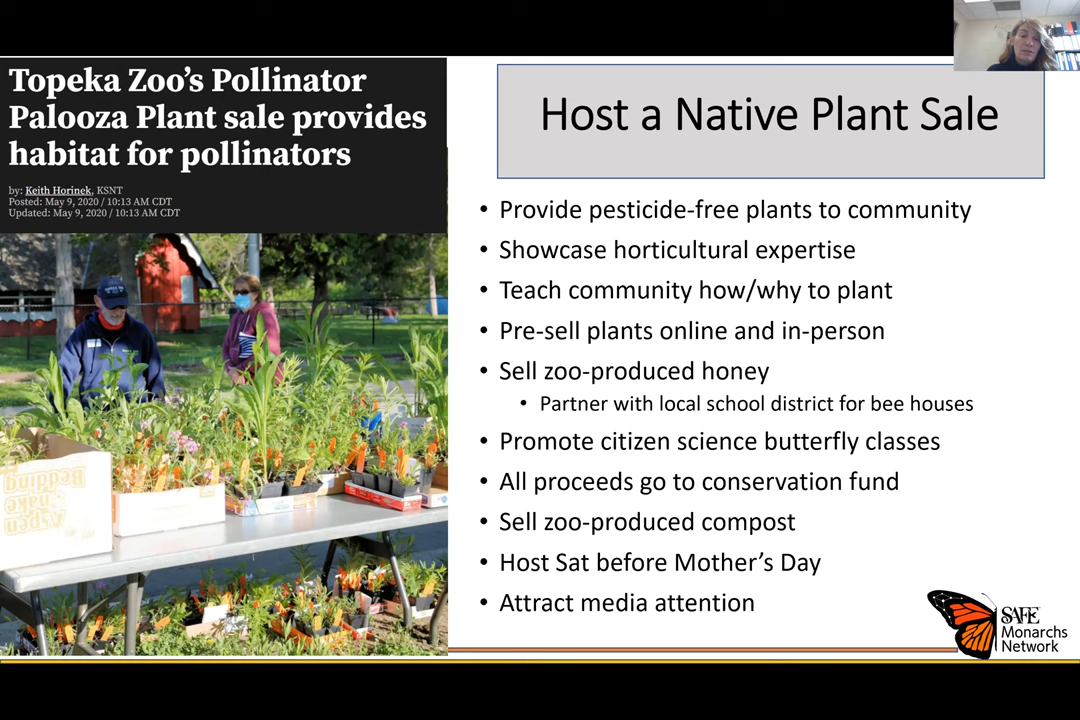 Topeka Zoo's Pollinator
Palooza Plant sale provides
habitat for pollinators
by: Keith Horinek, KSNT
Posted: May 9, 2020 / 10:13 AM CDT
Updated: May 9, 2020 / 10:13 AM CDT
Aspen
Snake
Bedding
Host a Native Plant Sale
• Provide pesticide-free plants to community
• Showcase horticultural expertise
• Teach community how/why to plant
• Pre-sell plants online and in-person
• Sell zoo-produced honey
• Partner with local school district for bee houses
• Promote citizen science butterfly classes
• All proceeds go to conservation fund
• Sell zoo-produced compost
• Host Sat before Mother's Day
• Attract media attention
SAFE
Monarchs
Network